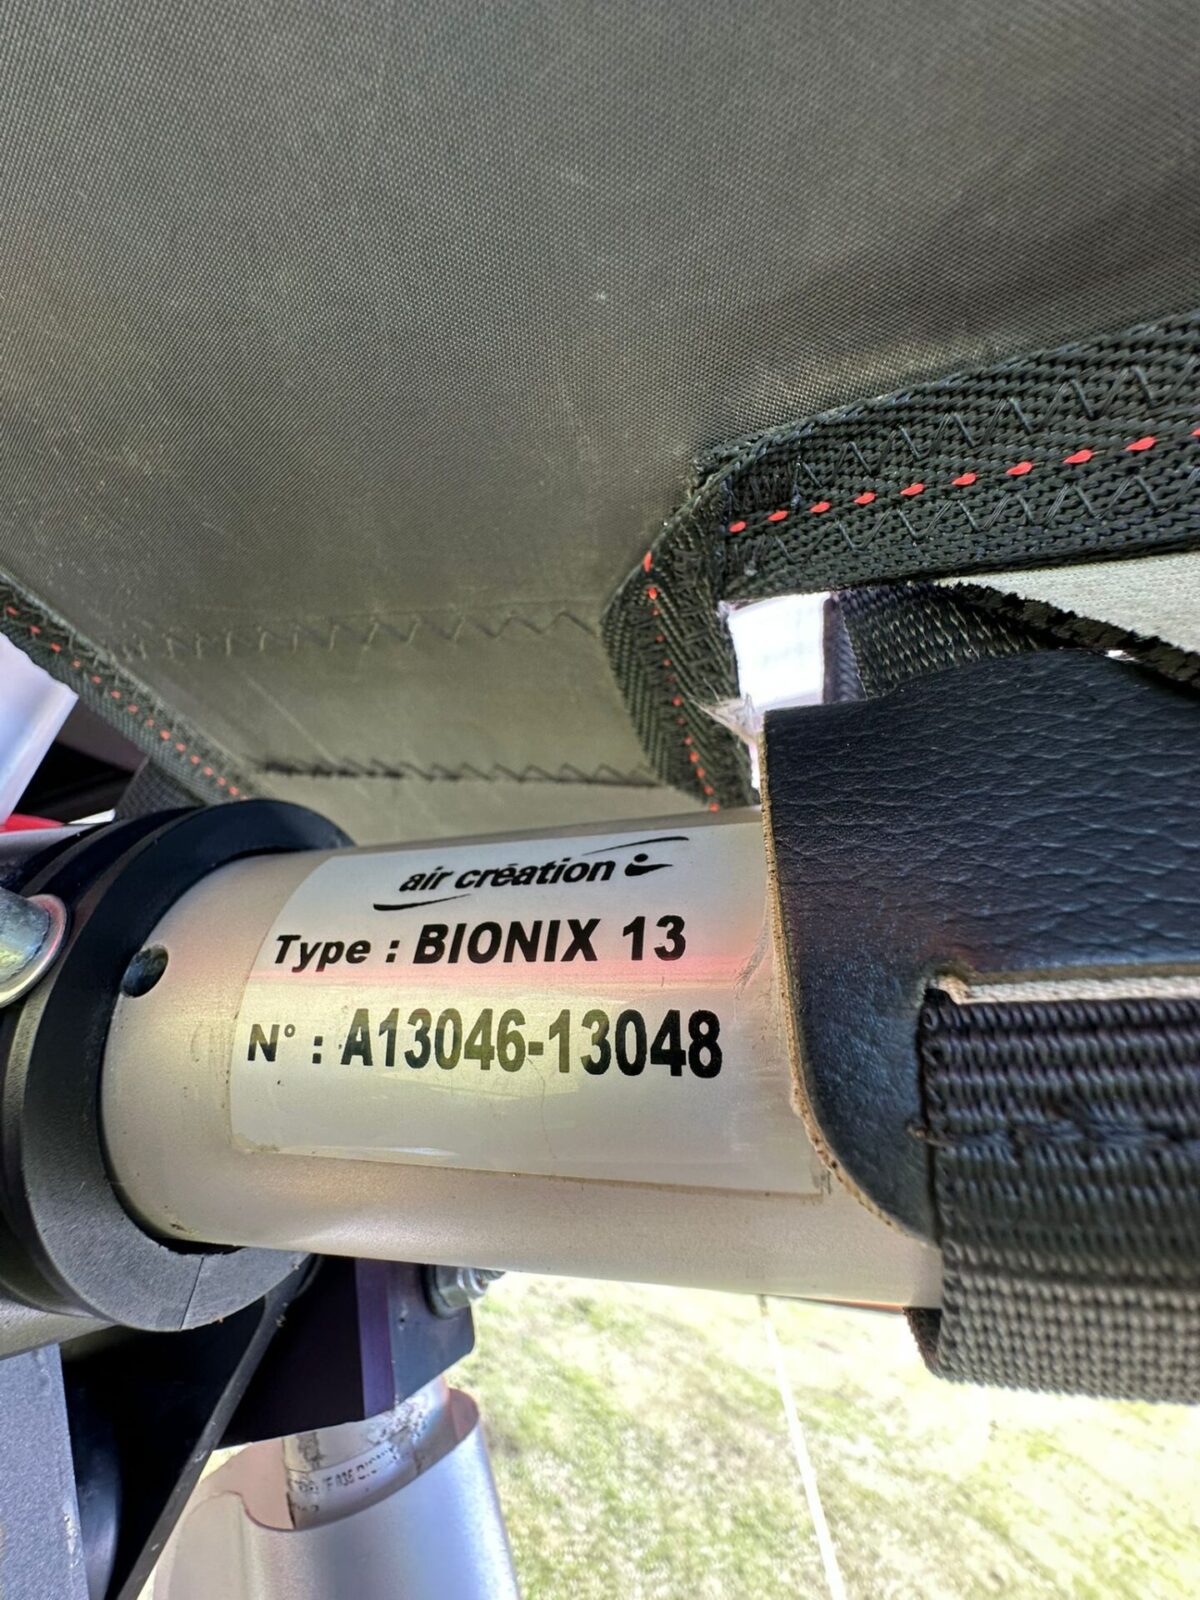 air création
Type : BIONIX 13
N° : A13046-13048